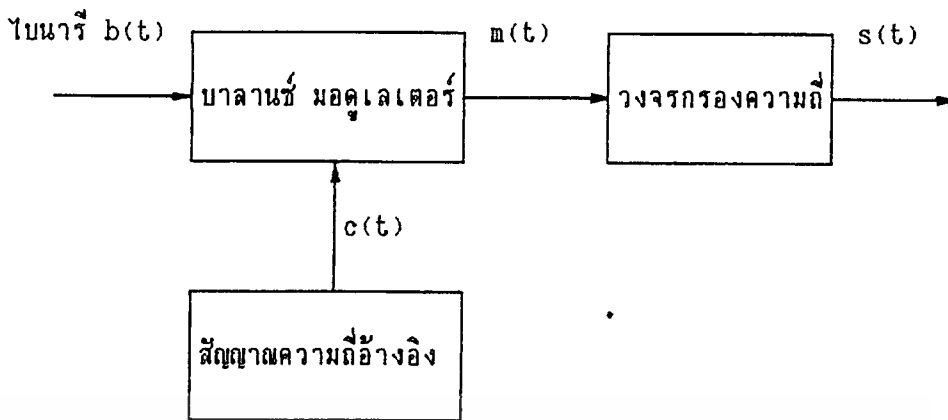 ไบนารี b(t)
m(t)
s(t)
บาลานซ์ มอดูเลเตอร์
วงจรกรองความถี่
c(t)
สัญญาณความถี่อ้างอิง